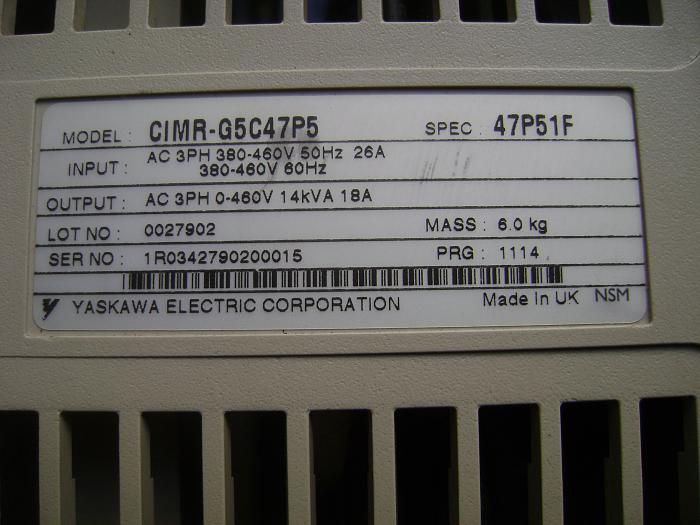 MODEL : CIMR-G5C47P5 SPEC : 47P51F
INPUT : AC 3PH 380-460V 50Hz 26A
380-460V 60Hz
OUTPUT : AC 3PH 0-460V 14kVA 18A
LOT NO : 0027902 MASS : 6.0 kg
SER NO : 1R0342790200015 PRG : 1114
YASKAWA ELECTRIC CORPORATION Made In UK NSM